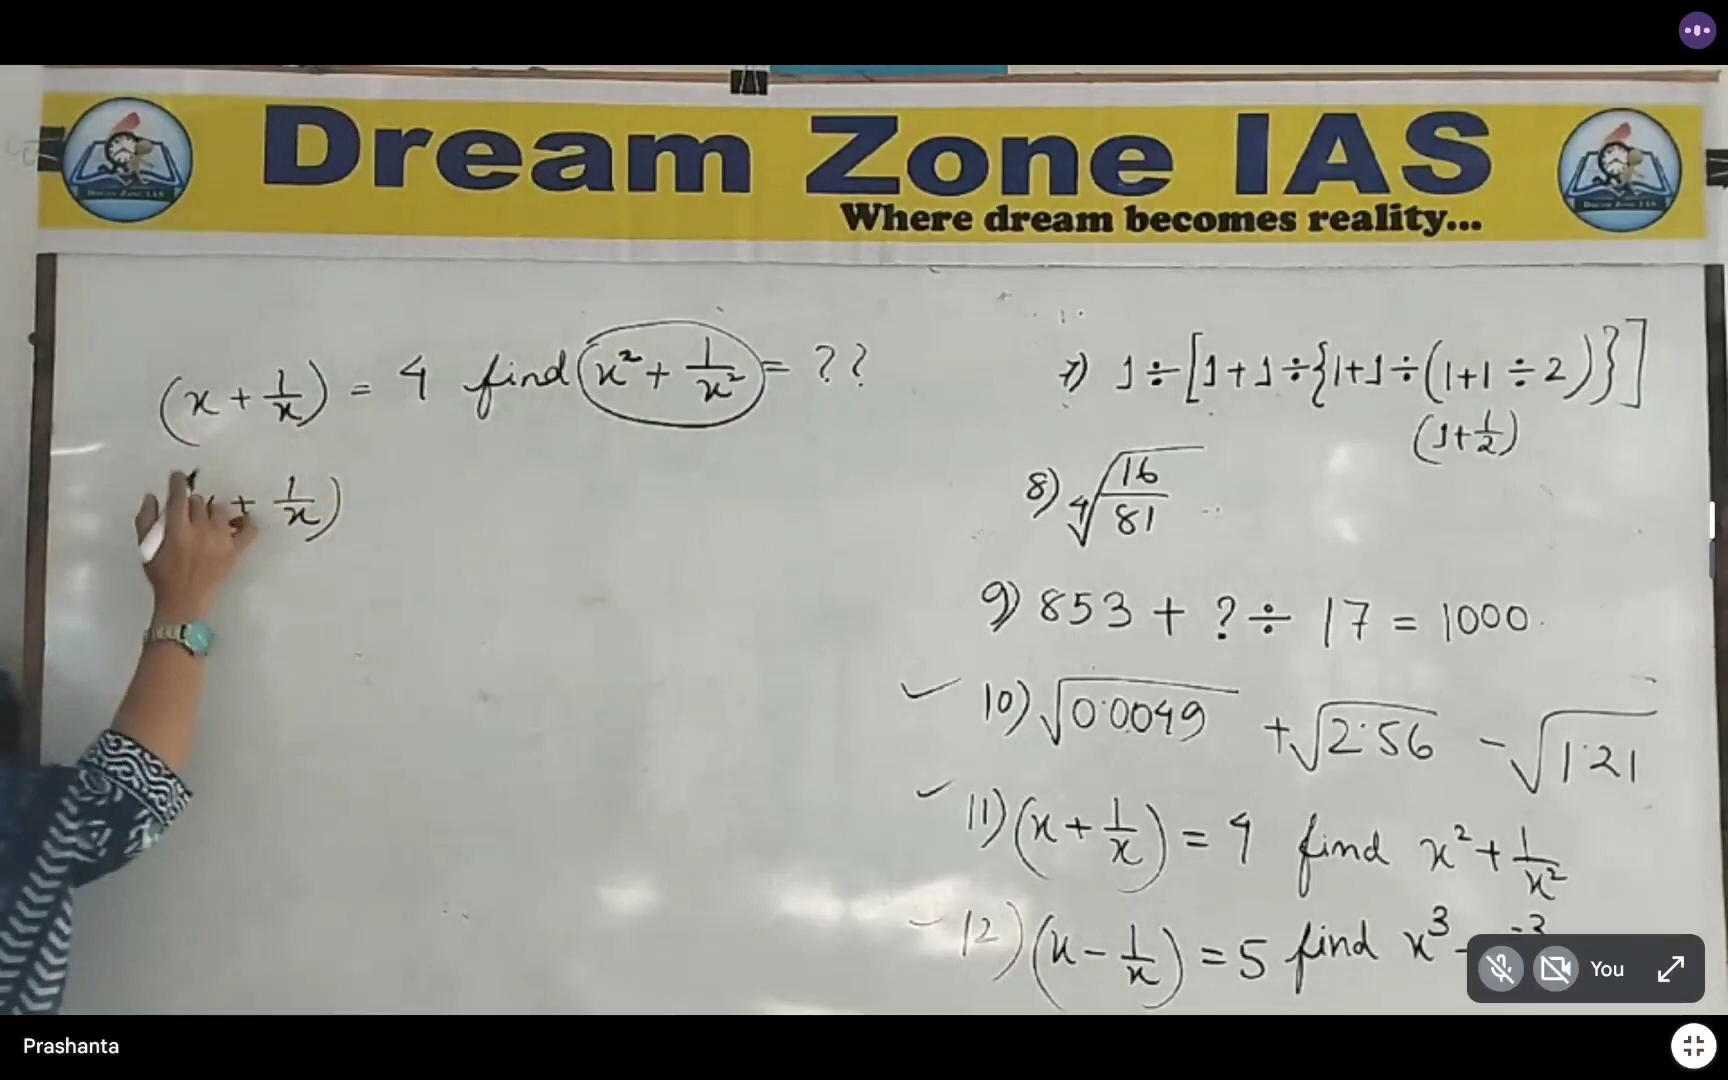 Dream Zone IAS
Where dream becomes reality...
(x + 1/x) = 4 find x² + 1/x² = ??
+ 1/x)
7) 1 ÷ [1 + 1 ÷ {1 + 1 ÷ (1 + 1 ÷ 2)}]
(1 + 1/2)
8) ⁴√(16/81)
9) 853 + ? ÷ 17 = 1000
10) √0.0049 + √2.56 - √1.21
11) (x + 1/x) = 4 find x² + 1/x²
12) (x - 1/x) = 5 find x³ -
You
Prashanta